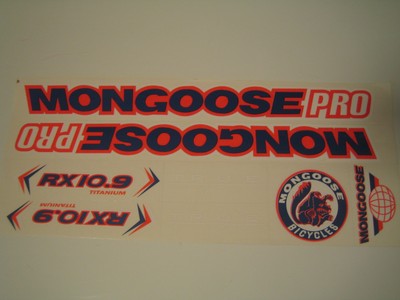 MONGOOSE PRO
MONGOOSE PRO
RX10.9
TITANIUM
RX10.9
TITANIUM
MONGOOSE
BICYCLES
MONGOOSE